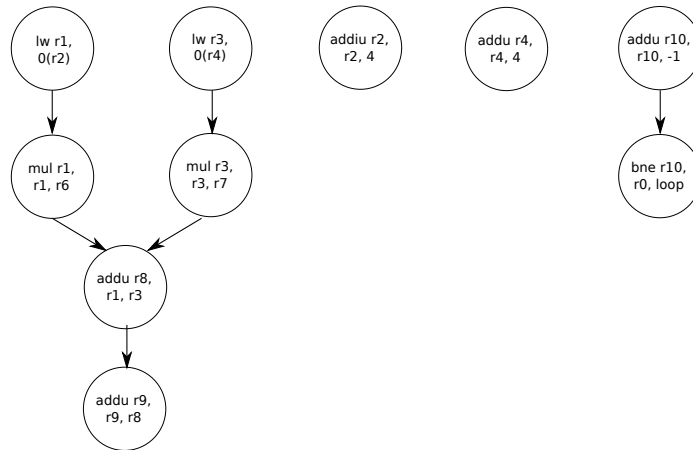 lw r1,
0(r2)
lw r3,
0(r4)
addiu r2,
r2, 4
addu r4,
r4, 4
addu r10,
r10, -1
mul r1,
r1, r6
mul r3,
r3, r7
bne r10,
r0, loop
addu r8,
r1, r3
addu r9,
r9, r8